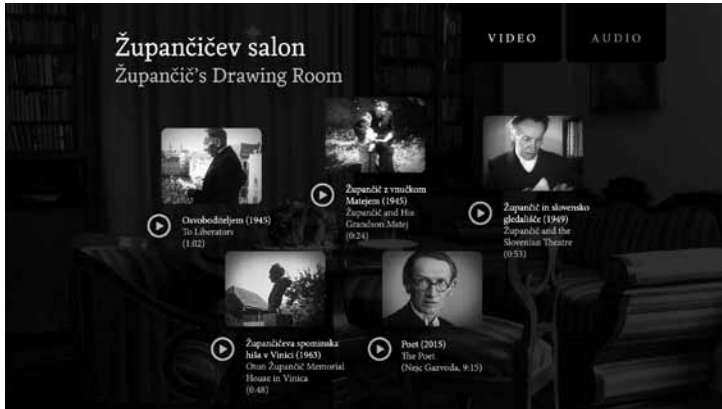 Župančičev salon
Župančič's Drawing Room
VIDEO
AUDIO
Osvoboditeljem (1945)
To Liberators
(1:02)
Župančič z vnučkom
Matejem (1945)
Župančič and His
Grandson Matej
(0:24)
Župančič in slovensko
gledališče (1949)
Župančič and the
Slovenian Theatre
(0:53)
Župančičeva spominska
hiša v Vinici (1963)
Oton Župančič Memorial
House in Vinica
(0:48)
Poet (2015)
The Poet
(Nejc Gazvoda, 9:15)